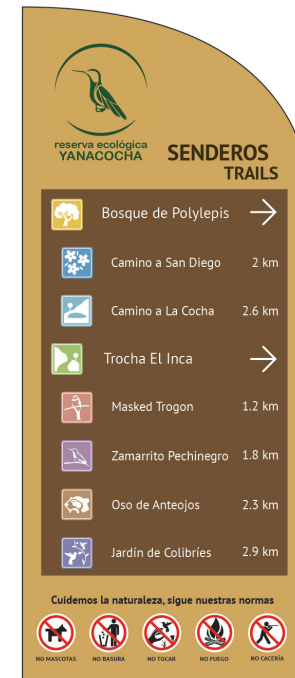 reserva ecológica
YANACOCHA
SENDEROS
TRAILS
Bosque de Polylepis
Camino a San Diego 2 km
Camino a La Cocha 2.6 km
Trocha El Inca
Masked Trogon 1.2 km
Zamarrito Pechinegro 1.8 km
Oso de Anteojos 2.3 km
Jardín de Colibríes 2.9 km
Cuidemos la naturaleza, sigue nuestras normas
NO MASCOTAS NO BASURA NO TOCAR NO FUEGO NO CACERÍA